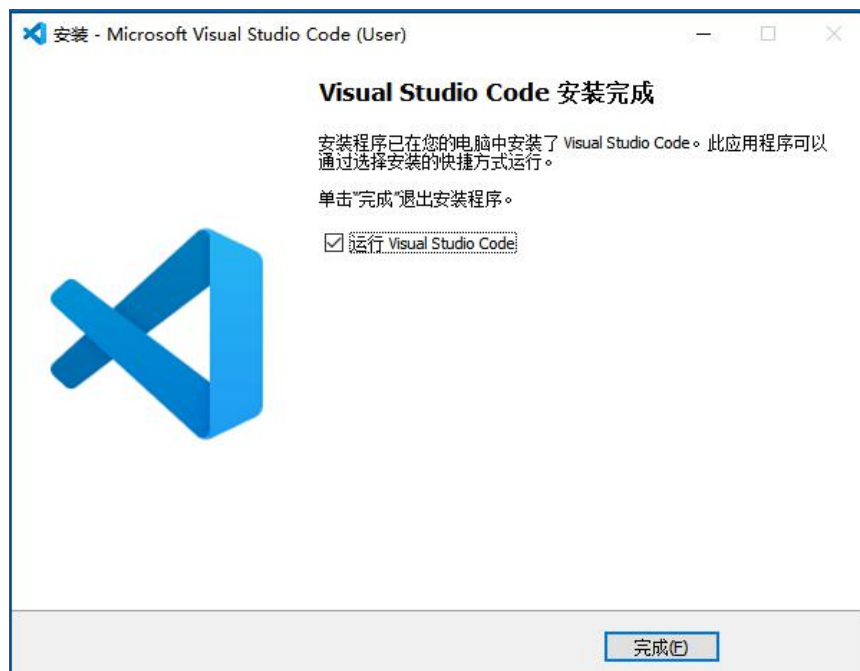 安装 - Microsoft Visual Studio Code (User)
Visual Studio Code 安装完成
安装程序已在您的电脑中安装了 Visual Studio Code。此应用程序可以
通过选择安装的快捷方式运行。
单击“完成”退出安装程序。
运行 Visual Studio Code
完成(F)